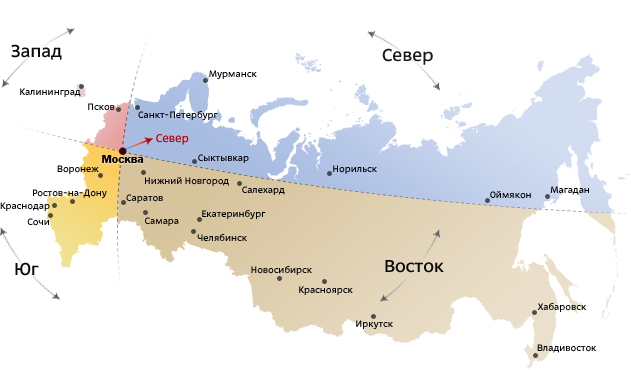 Запад
Север
Мурманск
Калининград
Псков
Санкт-Петербург
Север
Москва
Сыктывкар
Воронеж
Норильск
Нижний Новгород
Салехард
Ростов-на-Дону
Саратов
Оймякон
Магадан
Краснодар
Самара
Екатеринбург
Сочи
Челябинск
Юг
Новосибирск
Восток
Красноярск
Хабаровск
Иркутск
Владивосток